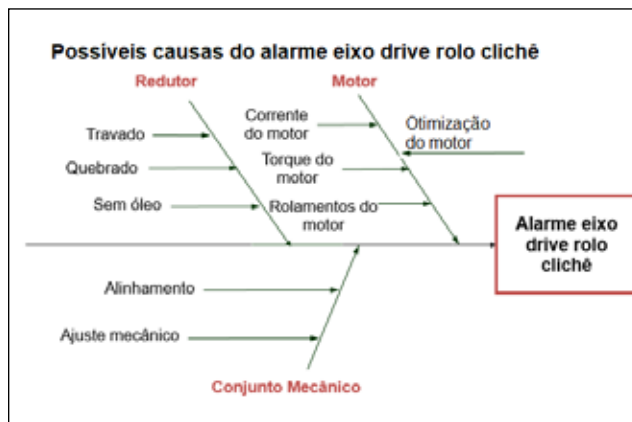 Possíveis causas do alarme eixo drive rolo clichê
Redutor
Motor
Travado
Quebrado
Sem óleo
Corrente
do motor
Torque do
motor
Rolamentos do
motor
Otimização
do motor
Alarme eixo
drive rolo
clichê
Alinhamento
Ajuste mecânico
Conjunto Mecânico